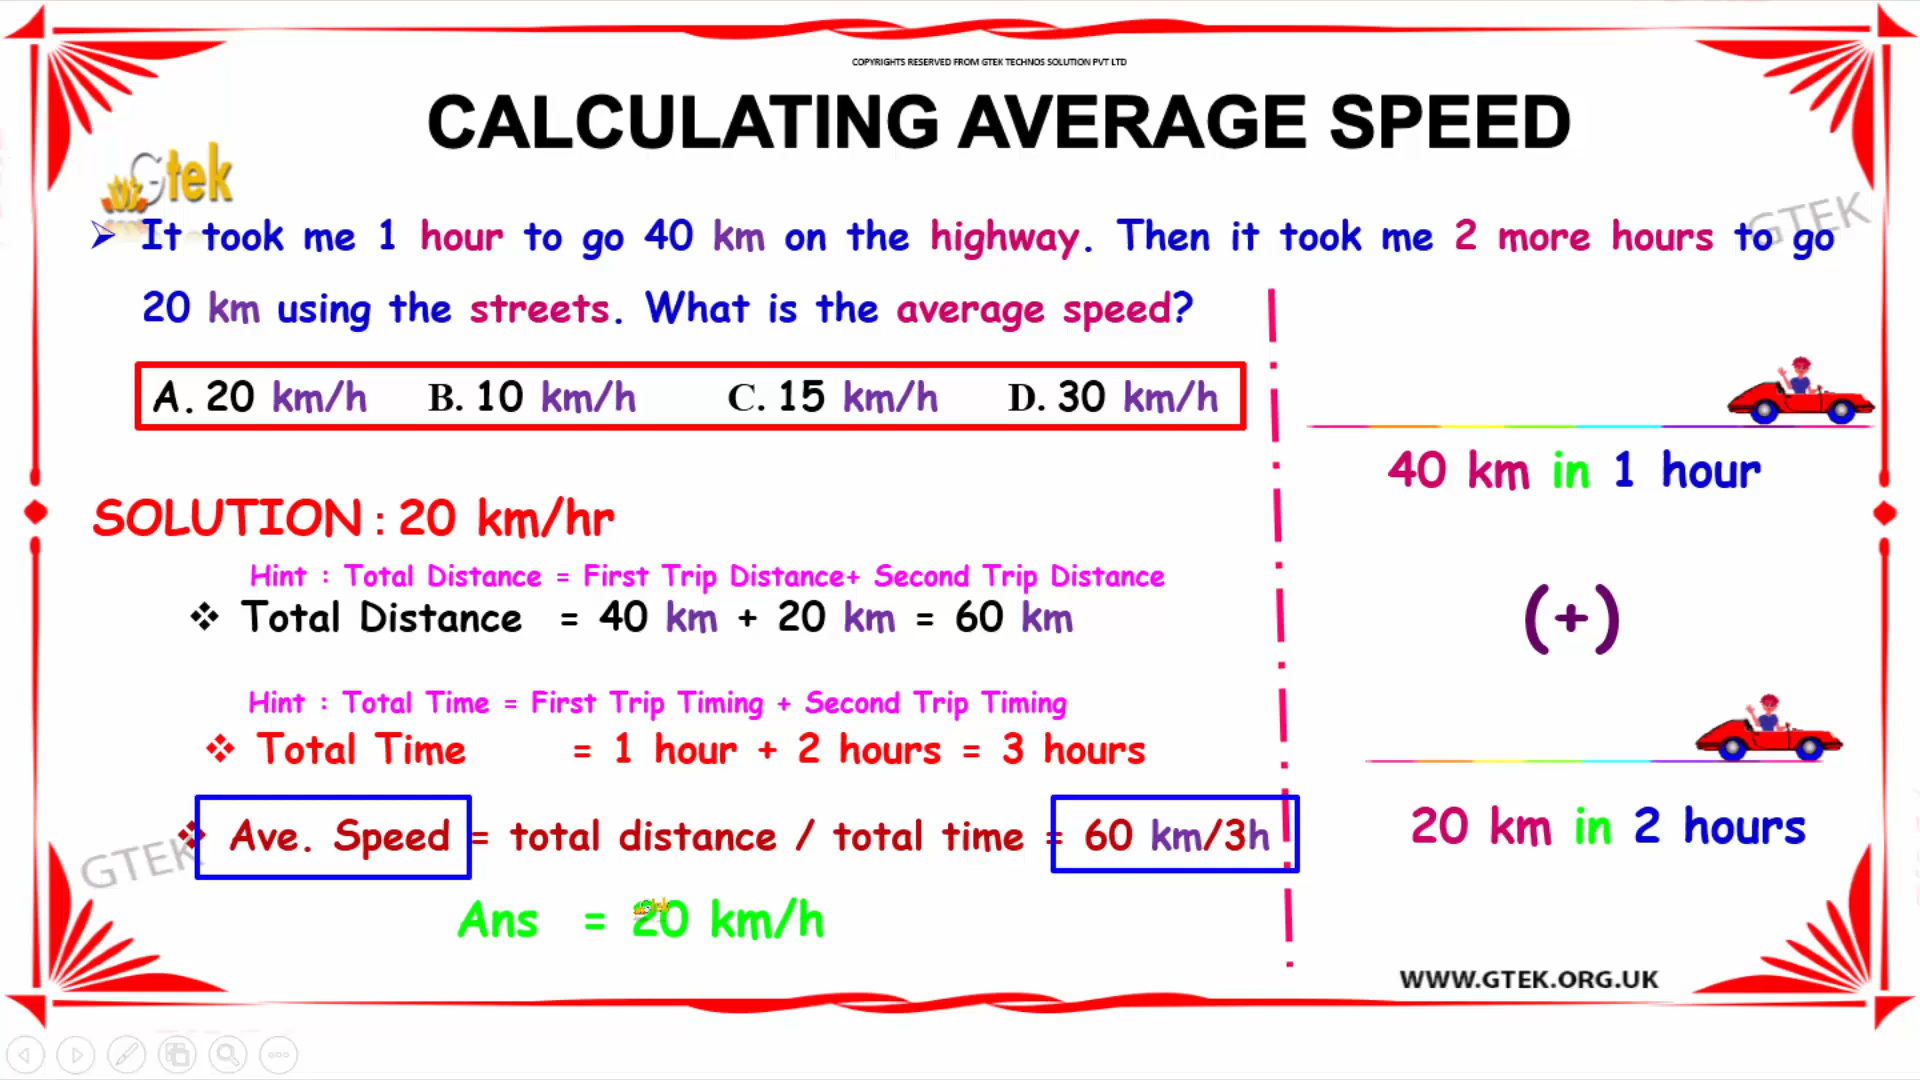 COPYRIGHTS RESERVED FROM GTEK TECHNOS SOLUTION PVT LTD
CALCULATING AVERAGE SPEED
Gtek
GTEK
It took me 1 hour to go 40 km on the highway. Then it took me 2 more hours to go
20 km using the streets. What is the average speed?
A. 20 km/h B. 10 km/h C. 15 km/h D. 30 km/h
40 km in 1 hour
SOLUTION : 20 km/hr
Hint : Total Distance = First Trip Distance+ Second Trip Distance
❖ Total Distance = 40 km + 20 km = 60 km
(+)
Hint : Total Time = First Trip Timing + Second Trip Timing
❖ Total Time = 1 hour + 2 hours = 3 hours
❖ Ave. Speed = total distance / total time = 60 km/3h
20 km in 2 hours
GTEK
Ans = 20 km/h
WWW.GTEK.ORG.UK